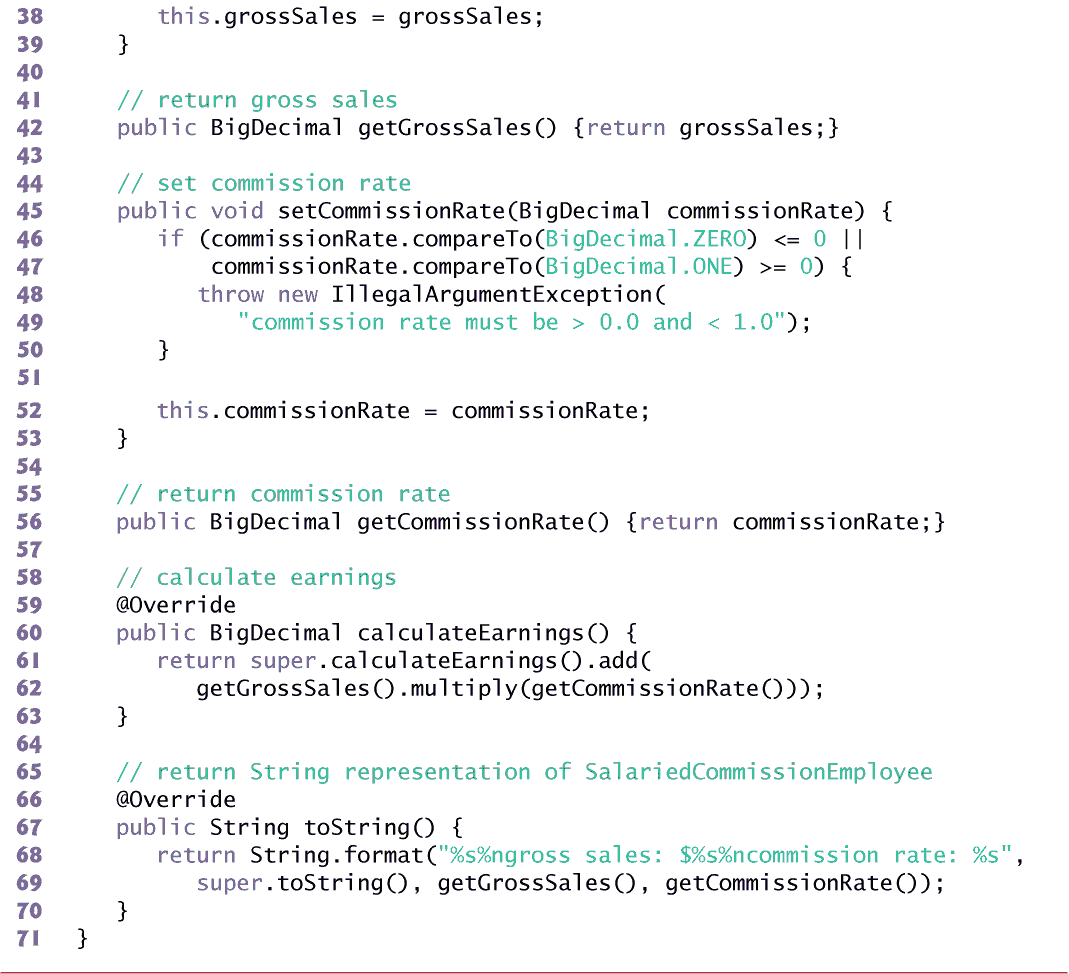 38 this.grossSales = grossSales;
39 }
40
41 // return gross sales
42 public BigDecimal getGrossSales() {return grossSales;}
43
44 // set commission rate
45 public void setCommissionRate(BigDecimal commissionRate) {
46 if (commissionRate.compareTo(BigDecimal.ZERO) <= 0 ||
47 commissionRate.compareTo(BigDecimal.ONE) >= 0) {
48 throw new IllegalArgumentException(
49 "commission rate must be > 0.0 and < 1.0");
50 }
51
52 this.commissionRate = commissionRate;
53 }
54
55 // return commission rate
56 public BigDecimal getCommissionRate() {return commissionRate;}
57
58 // calculate earnings
59 @Override
60 public BigDecimal calculateEarnings() {
61 return super.calculateEarnings().add(
62 getGrossSales().multiply(getCommissionRate()));
63 }
64
65 // return String representation of SalariedCommissionEmployee
66 @Override
67 public String toString() {
68 return String.format("%s%ngross sales: $%s%ncommission rate: %s",
69 super.toString(), getGrossSales(), getCommissionRate());
70 }
71 }